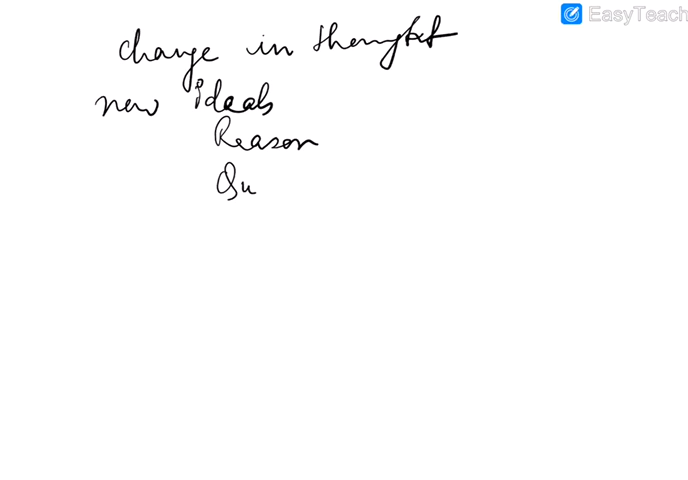 EasyTeach
change in thought
new ideals
Reason
Qu